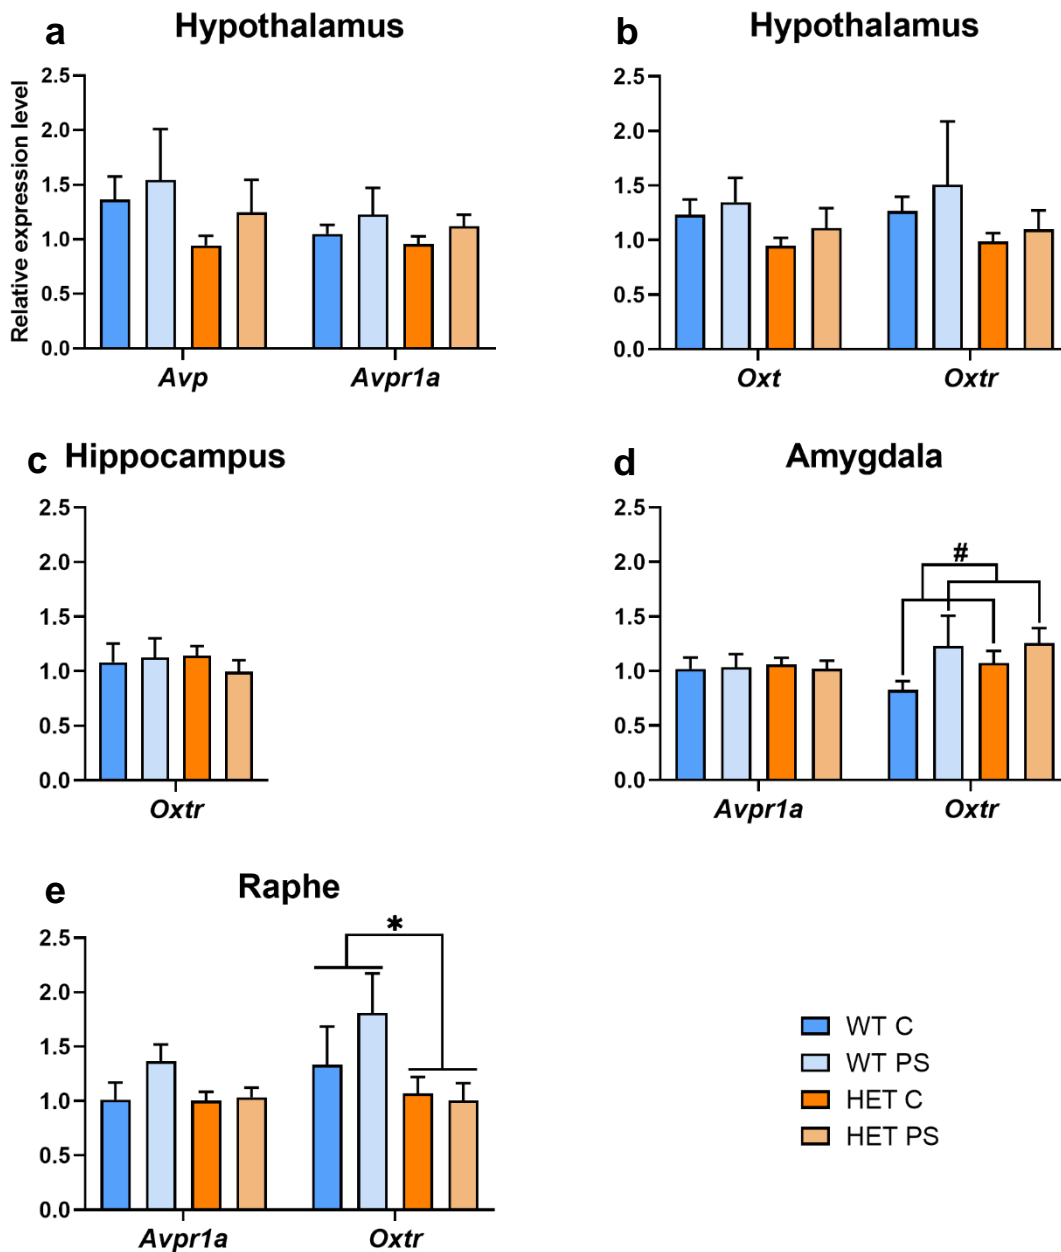 a Hypothalamus
Relative expression level
2.5
2.0
1.5
1.0
0.5
0.0
Avp Avpr1a
b Hypothalamus
2.5
2.0
1.5
1.0
0.5
0.0
Oxt Oxtr
c Hippocampus
2.5
2.0
1.5
1.0
0.5
0.0
Oxtr
d Amygdala
2.5
2.0
1.5
1.0
0.5
0.0
#
Avpr1a Oxtr
e Raphe
2.5
2.0
1.5
1.0
0.5
0.0
*
Avpr1a Oxtr
WT C
WT PS
HET C
HET PS